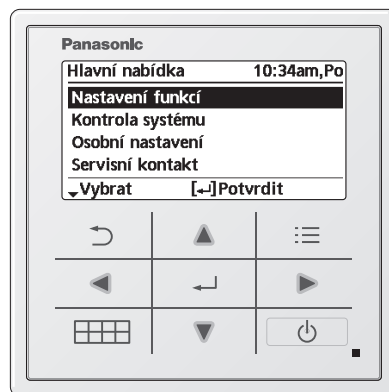 Panasonic
Hlavní nabídka 10:34am,Po
Nastavení funkcí
Kontrola systému
Osobní nastavení
Servisní kontakt
Vybrat [↵]Potvrdit